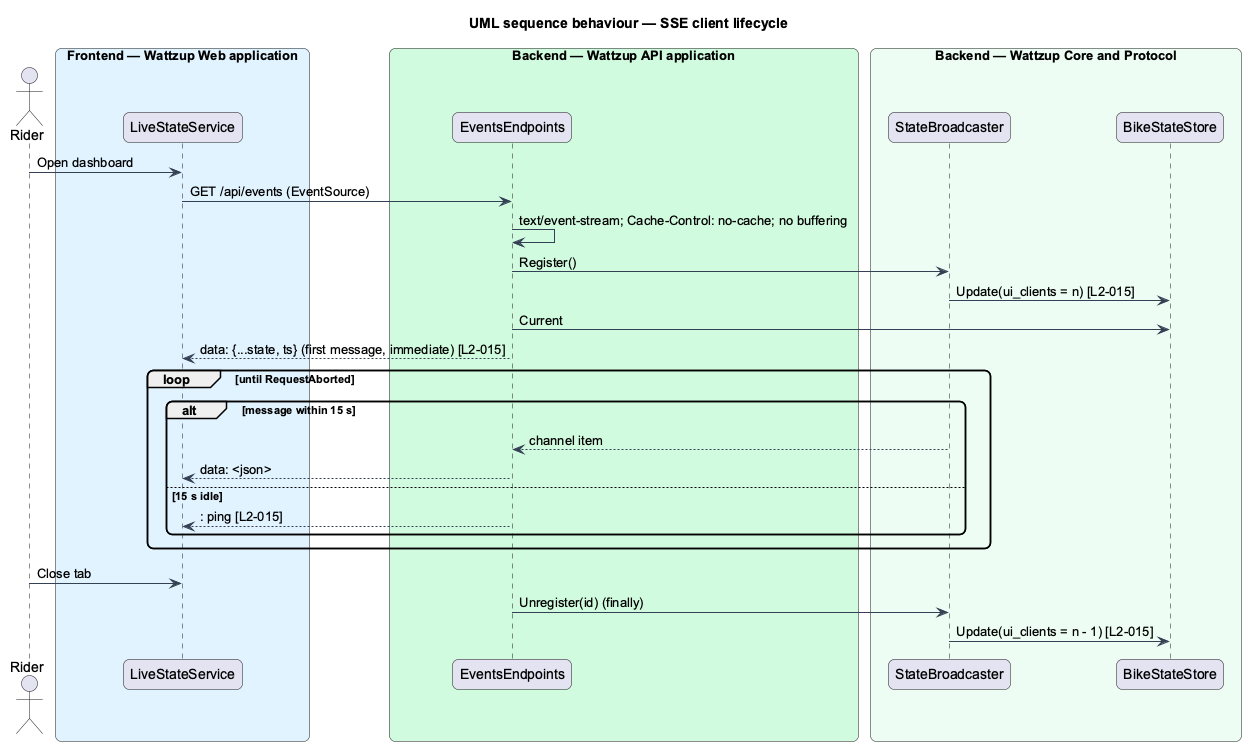 UML sequence behaviour — SSE client lifecycle
Frontend — Wattzup Web application
Backend — Wattzup API application
Backend — Wattzup Core and Protocol
Rider
LiveStateService
EventsEndpoints
StateBroadcaster
BikeStateStore
Open dashboard
GET /api/events (EventSource)
text/event-stream; Cache-Control: no-cache; no buffering
Register()
Update(ui_clients = n) [L2-015]
Current
data: {...state, ts} (first message, immediate) [L2-015]
loop
[until RequestAborted]
alt
[message within 15 s]
channel item
data: <json>
[15 s idle]
: ping [L2-015]
Close tab
Unregister(id) (finally)
Update(ui_clients = n - 1) [L2-015]
Rider
LiveStateService
EventsEndpoints
StateBroadcaster
BikeStateStore